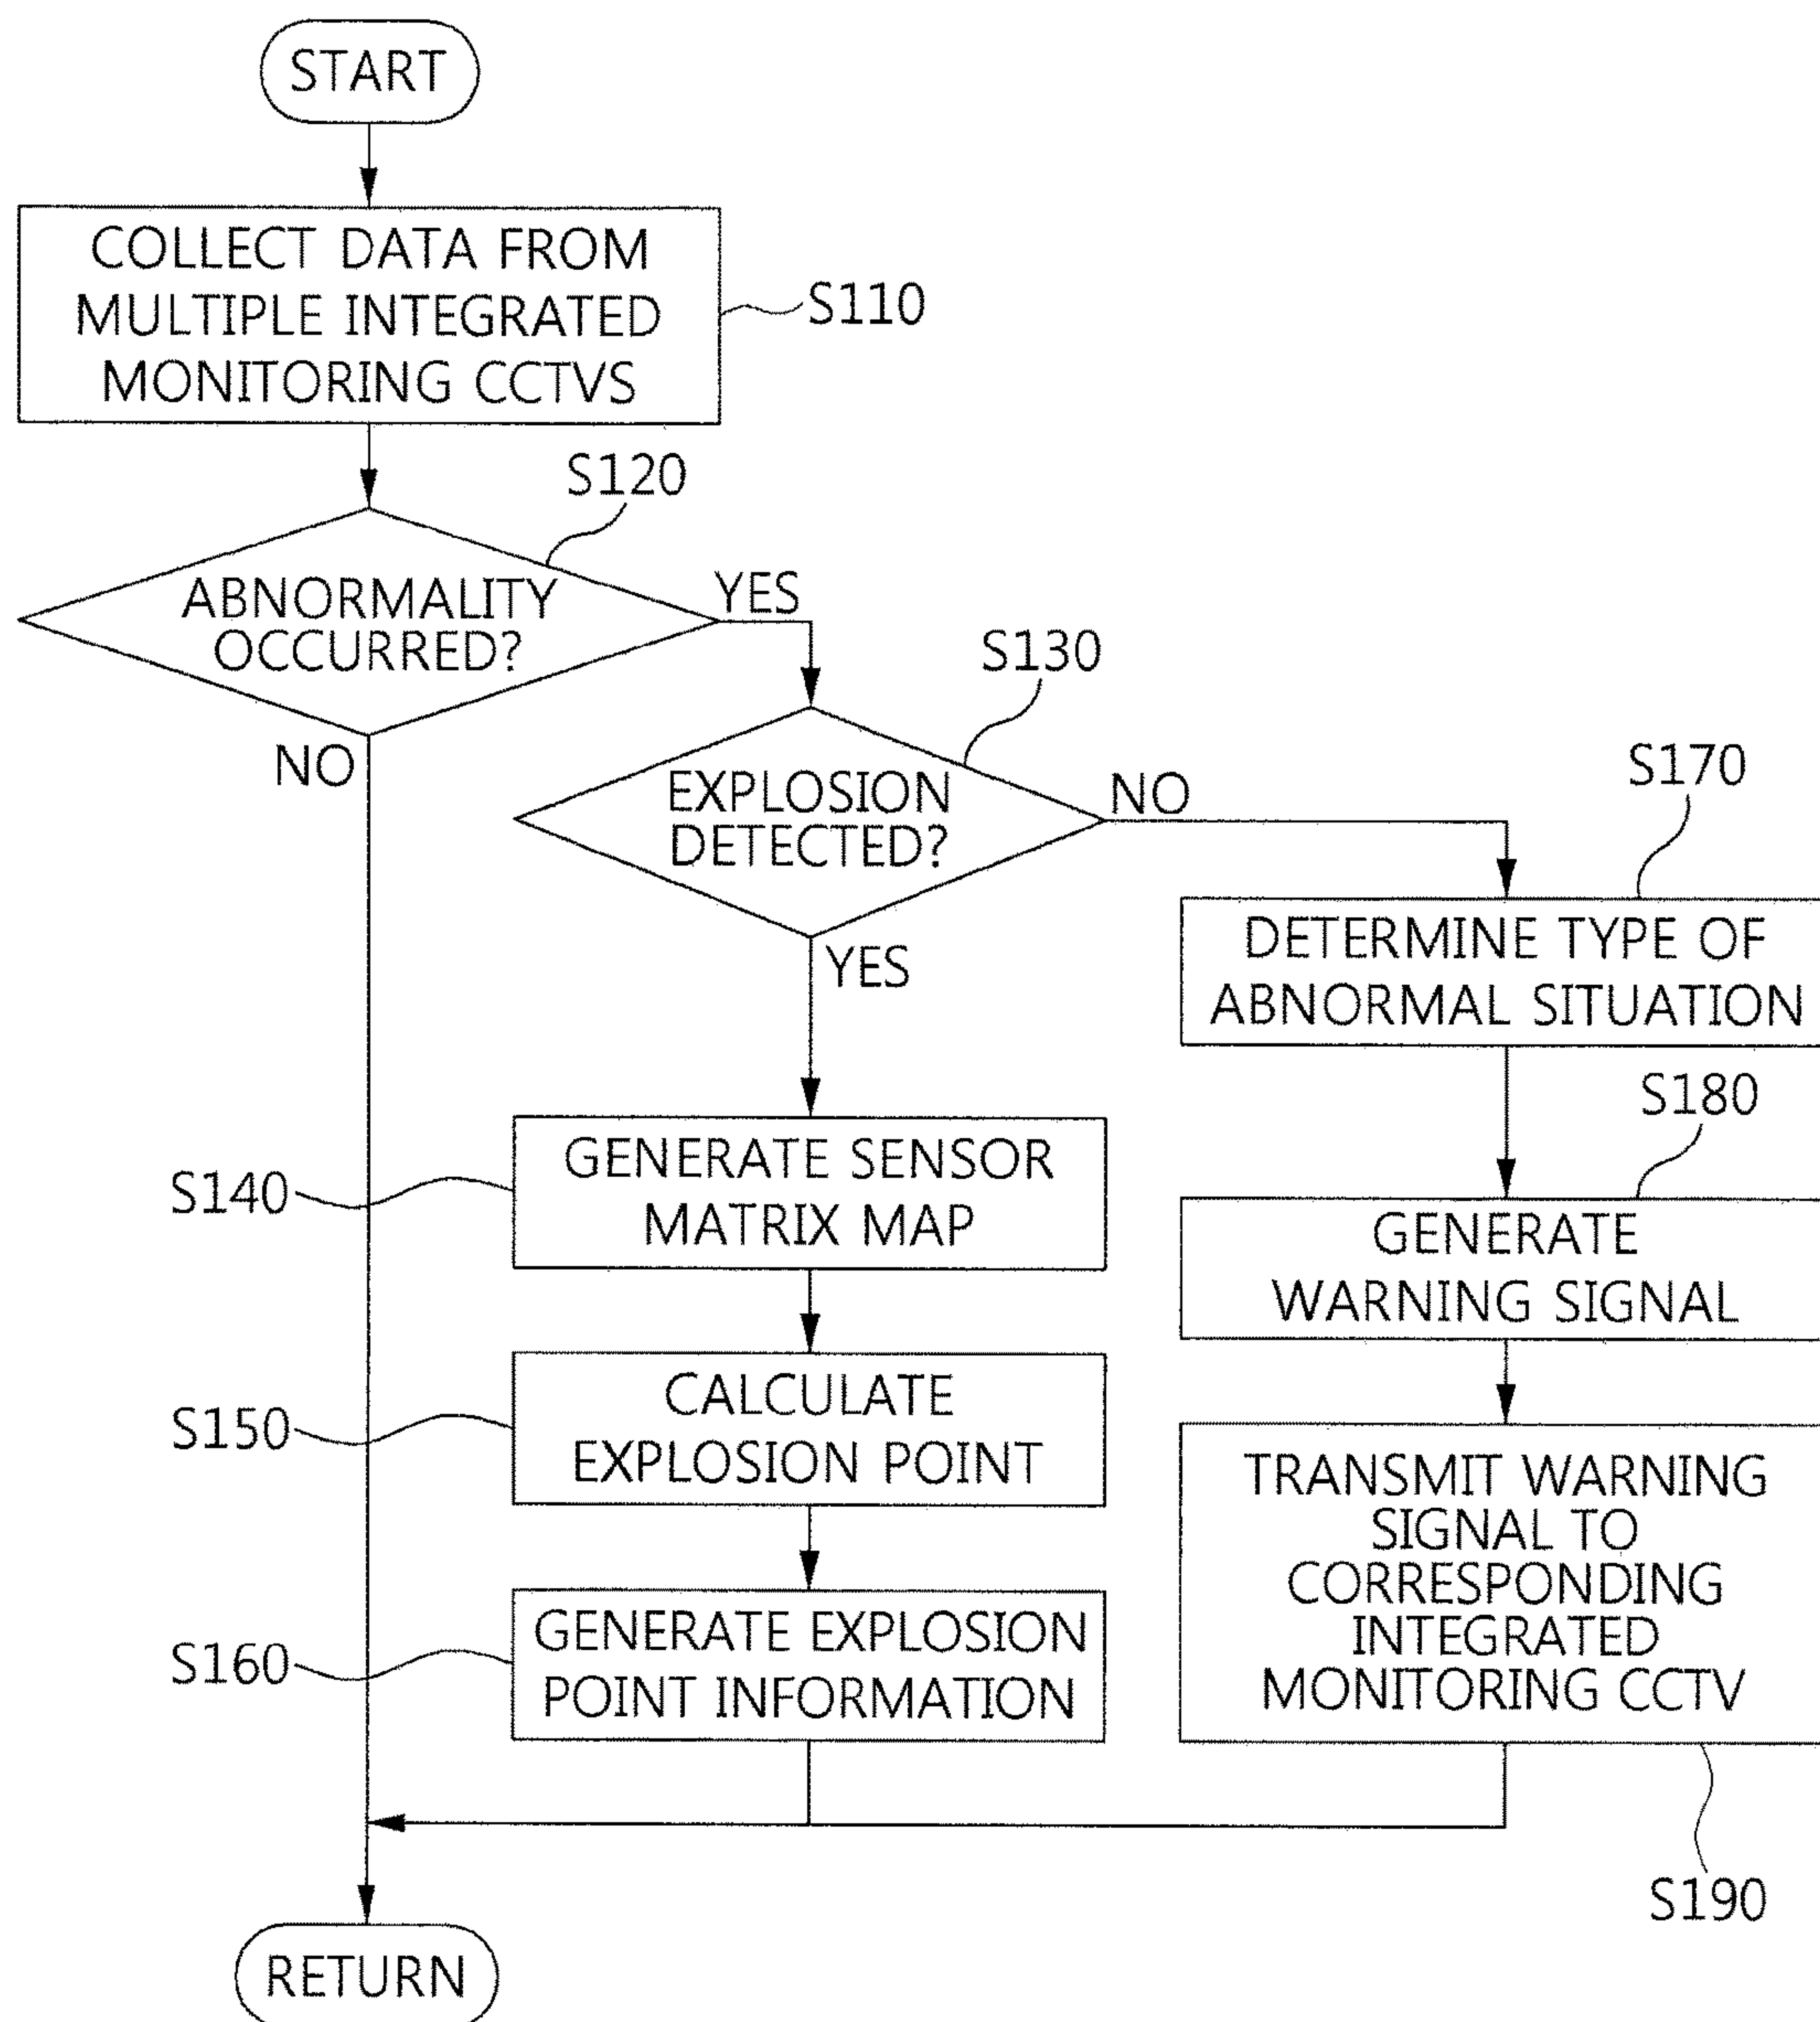 START
COLLECT DATA FROM
MULTIPLE INTEGRATED
MONITORING CCTVS
S110
S120
ABNORMALITY
OCCURRED?
YES
NO
S130
EXPLOSION
DETECTED?
NO
YES
S170
DETERMINE TYPE OF
ABNORMAL SITUATION
S140
GENERATE SENSOR
MATRIX MAP
S180
GENERATE
WARNING SIGNAL
S150
CALCULATE
EXPLOSION POINT
S160
GENERATE EXPLOSION
POINT INFORMATION
TRANSMIT WARNING
SIGNAL TO
CORRESPONDING
INTEGRATED
MONITORING CCTV
S190
RETURN